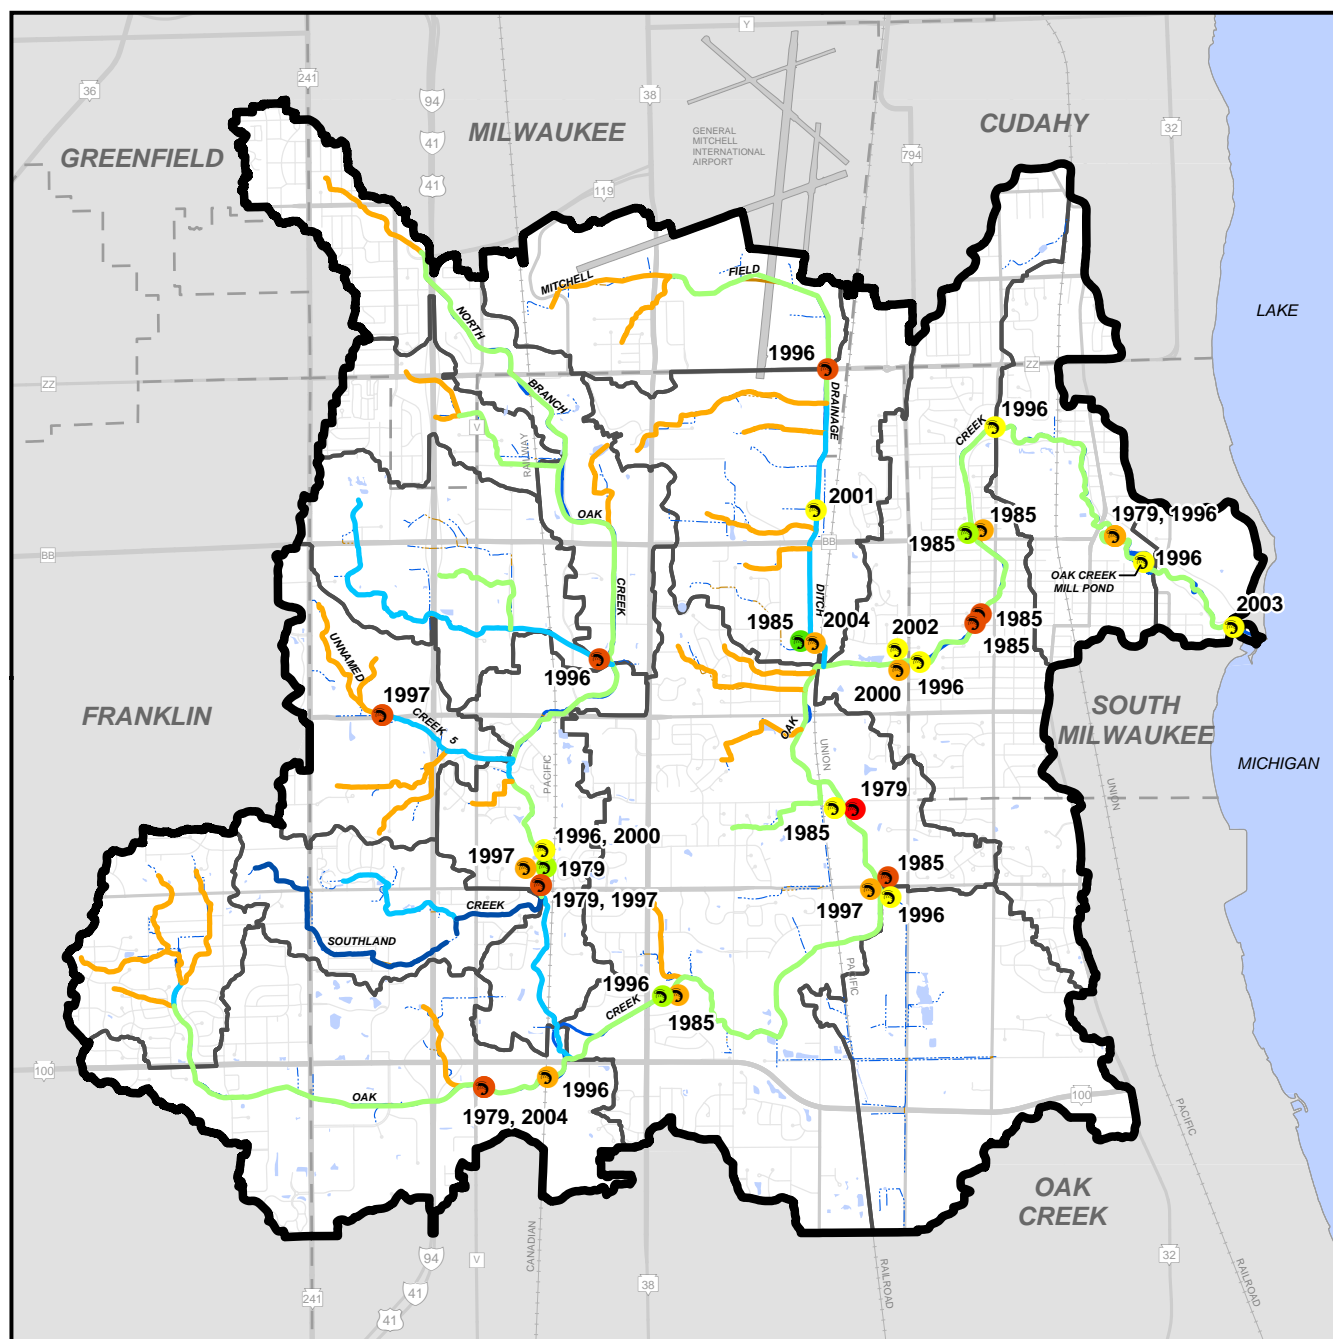 Y
241
36
94
38
MILWAUKEE
CUDAHY
GENERAL
MITCHELL
INTERNATIONAL
AIRPORT
32
41
GREENFIELD
794
41
119
MITCHELL
FIELD
LAKE
NORTH
1996
ZZ
ZZ
BRANCH
DRAINAGE
1996
CREEK
V
RAILWAY
2001
OAK
1985
1979, 1996
1985
BB
BB
1996
OAK CREEK
MILL POND
CREEK
DITCH
2003
1985
2004
1985
2002
1985
UNNAMED
1996
1996
2000
1997
FRANKLIN
CREEK 5
SOUTH
MILWAUKEE
OAK
UNION
PACIFIC
MICHIGAN
1979
UNION
1985
1996, 2000
1997
1979
1985
1979, 1997
1997
1996
CREEK
SOUTHLAND
PACIFIC
1996
CREEK
1985
100
1996
OAK
100
1979, 2004
PACIFIC
OAK
CREEK
CANADIAN
94
V
32
RAILROAD
RAILROAD
38
41
241
41